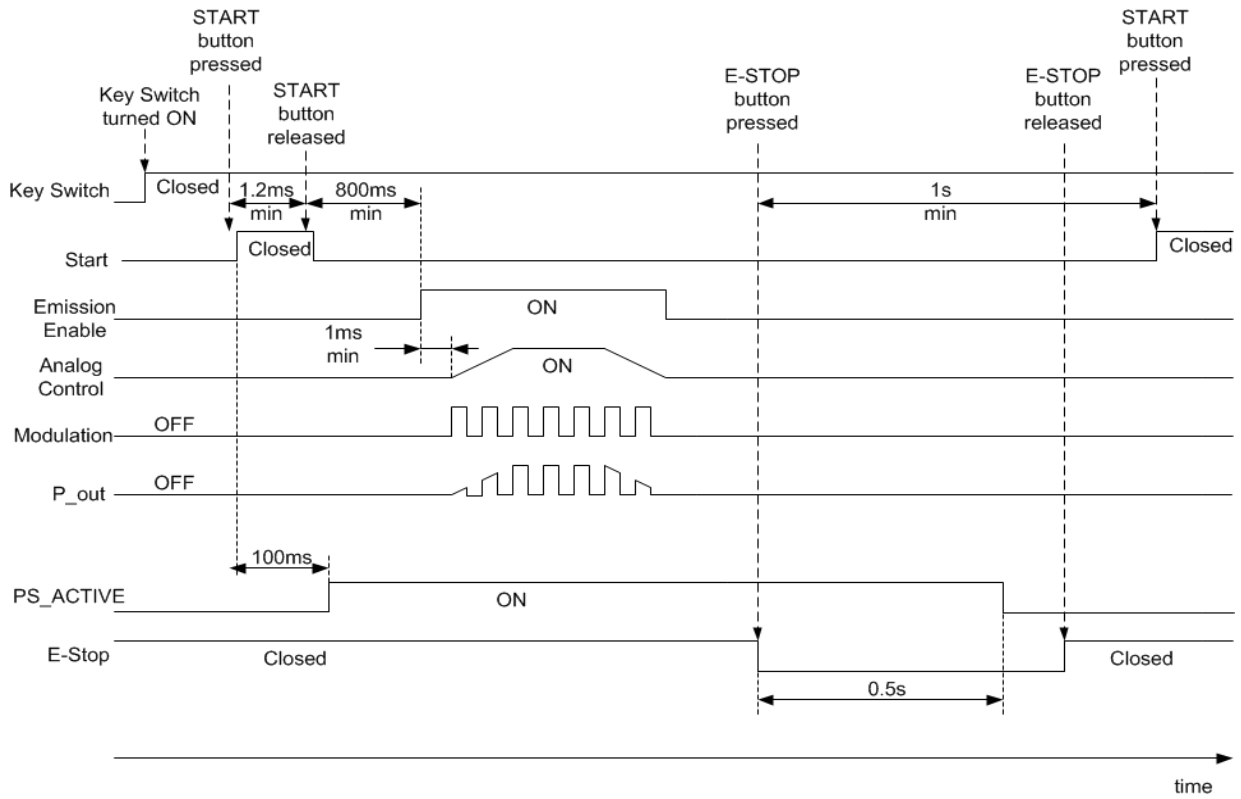 START
button
pressed
START
button
released
Key Switch
turned ON
E-STOP
button
pressed
E-STOP
button
released
START
button
pressed
Key Switch
Closed
1.2ms
min
800ms
min
1s
min
Start
Closed
Closed
Emission
Enable
ON
1ms
min
Analog
Control
ON
Modulation
OFF
P_out
OFF
100ms
PS_ACTIVE
ON
E-Stop
Closed
Closed
0.5s
time